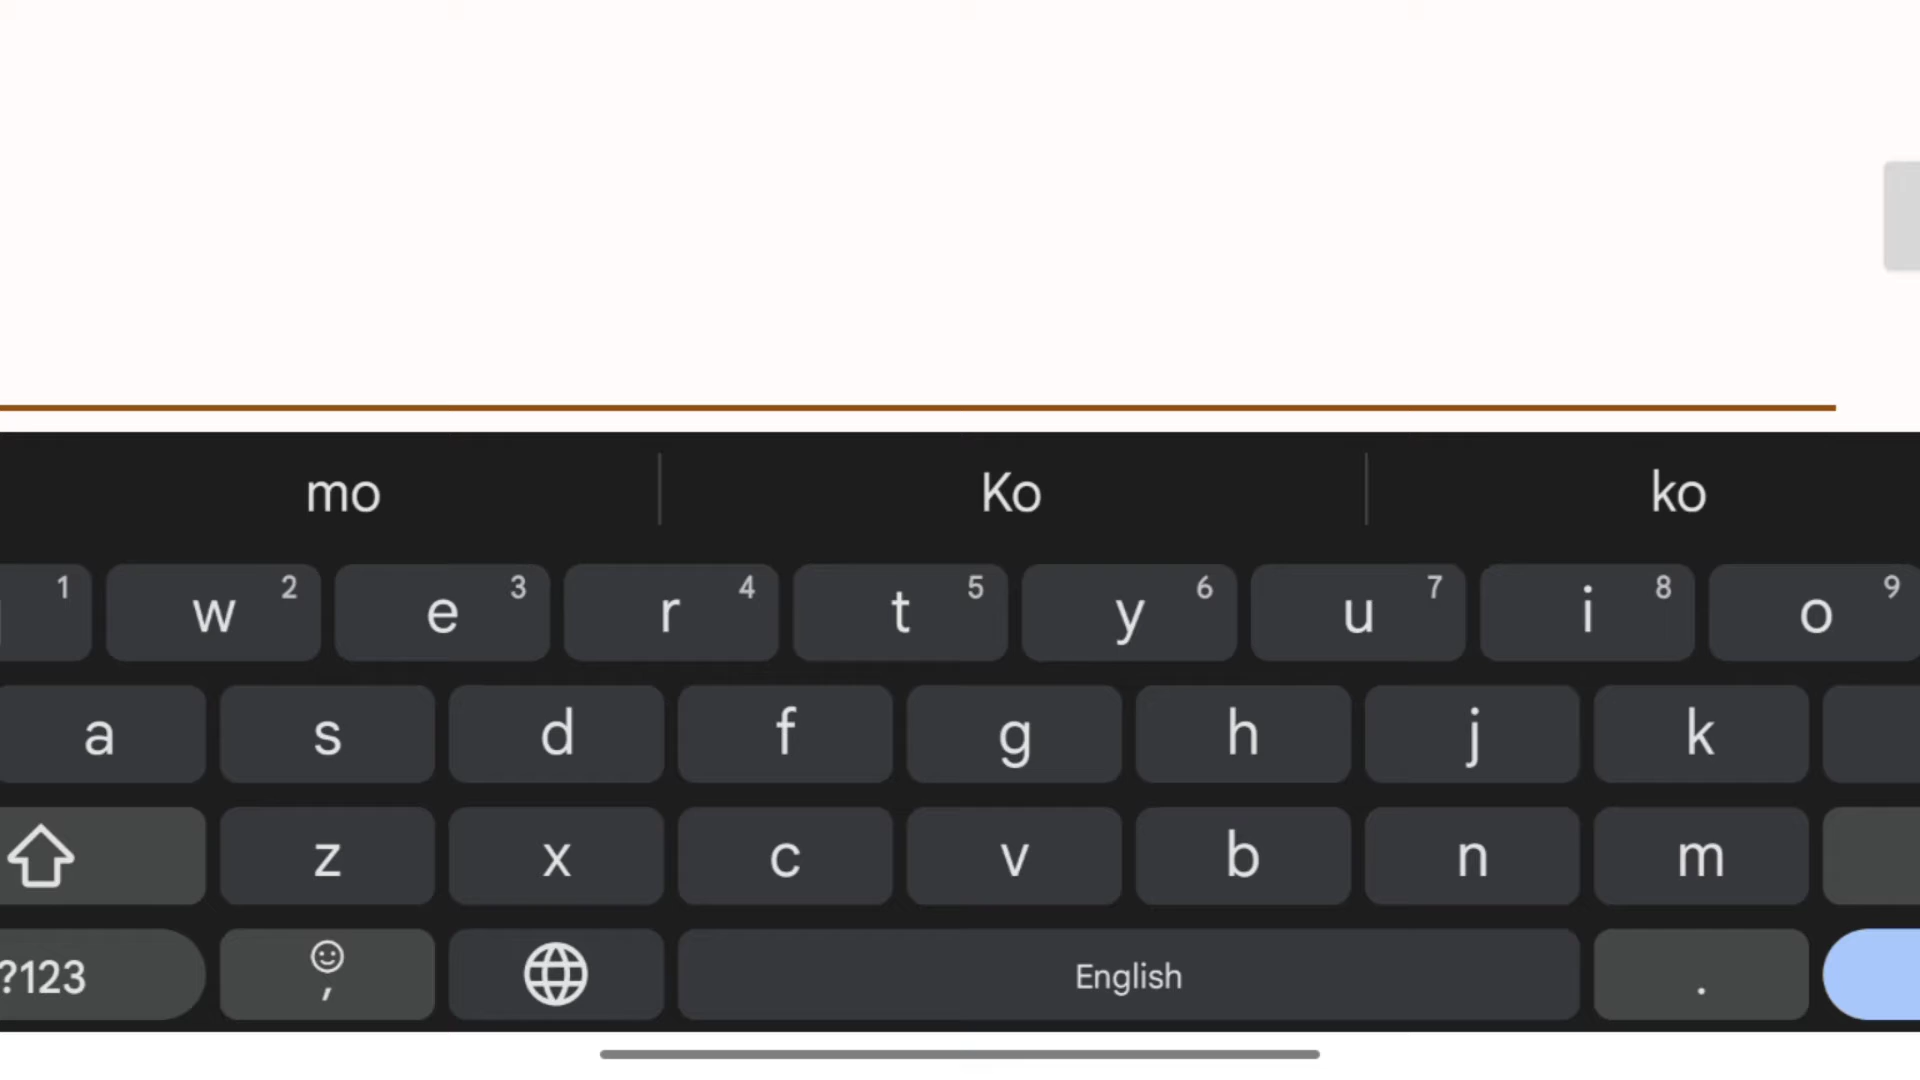 mo Ko ko
1 w 2 e 3 r 4 t 5 y 6 u 7 i 8 o 9
a s d f g h j k
z x c v b n m
?123 , English .